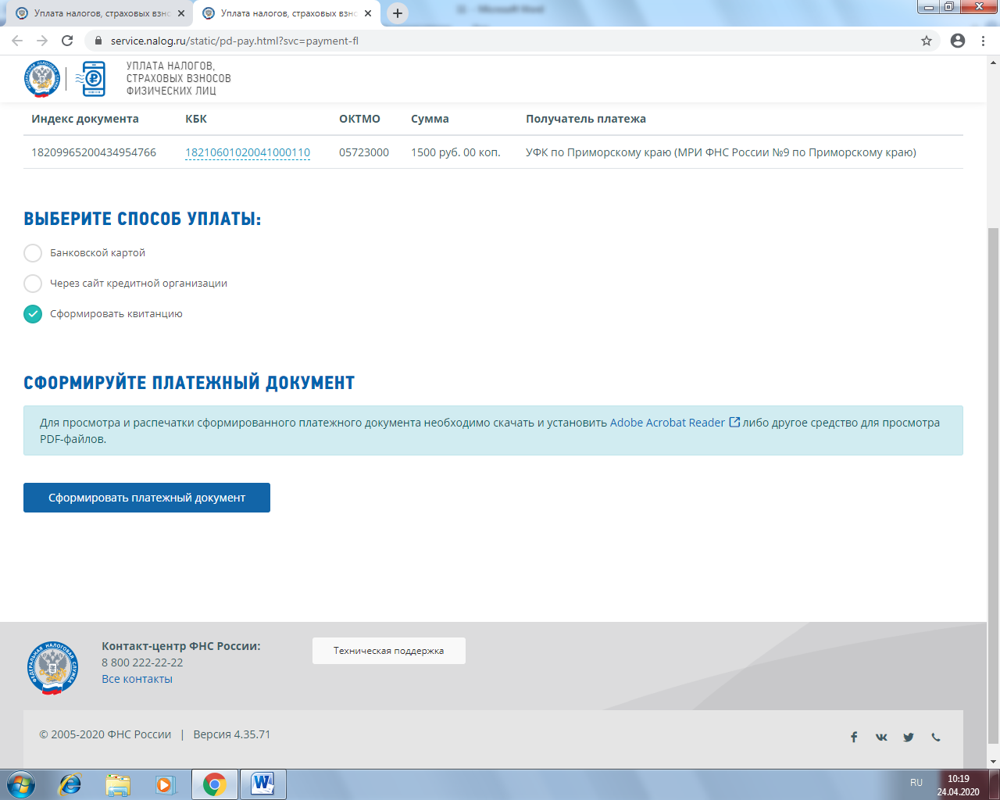 Уплата налогов, страховых взнс
Уплата налогов, страховых взнс
Microsoft Word
service.nalog.ru/static/pd-pay.html?svc=payment-fl
УПЛАТА НАЛОГОВ,
СТРАХОВЫХ ВЗНОСОВ
ФИЗИЧЕСКИХ ЛИЦ
Индекс документа КБК ОКТМО Сумма Получатель платежа
18209965200434954766 18210601020041000110 05723000 1500 руб. 00 коп. УФК по Приморскому краю (МРИ ФНС России №9 по Приморскому краю)
ВЫБЕРИТЕ СПОСОБ УПЛАТЫ:
Банковской картой
Через сайт кредитной организации
Сформировать квитанцию
СФОРМИРУЙТЕ ПЛАТЕЖНЫЙ ДОКУМЕНТ
Для просмотра и распечатки сформированного платежного документа необходимо скачать и установить Adobe Acrobat Reader либо другое средство для просмотра
PDF-файлов.
Сформировать платежный документ
Контакт-центр ФНС России:
8 800 222-22-22
Все контакты
Техническая поддержка
© 2005-2020 ФНС России | Версия 4.35.71
RU
10:19
24.04.2020